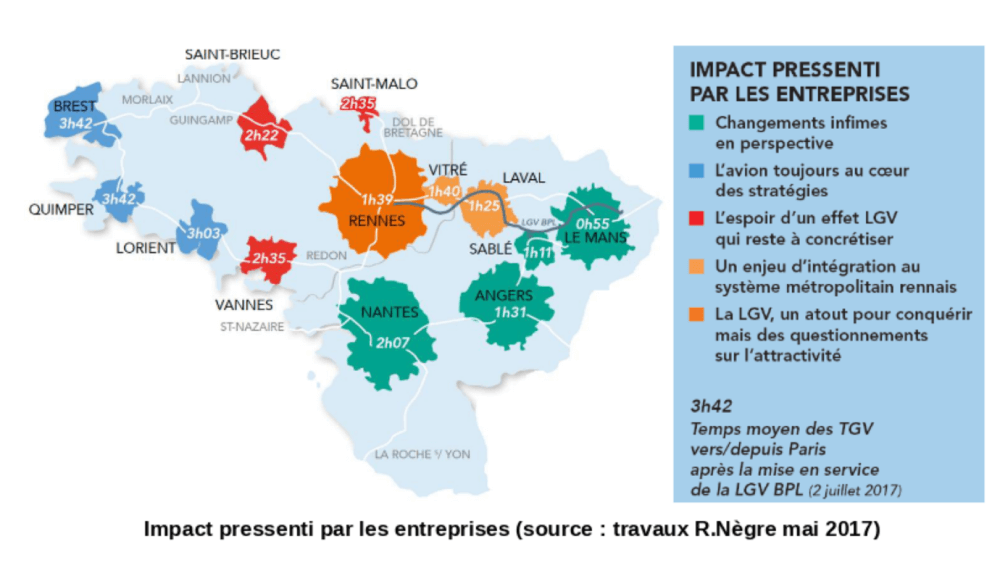 SAINT-BRIEUC
LANNION
SAINT-MALO
2h35
BREST
3h42
MORLAIX
GUINGAMP
2h22
DOL DE
BRETAGNE
VITRÉ
1h40
LAVAL
1h25
1h39
RENNES
QUIMPER
3h42
LORIENT
3h03
LGV BPL
0h55
LE MANS
SABLÉ
1h11
2h35
REDON
VANNES
ST-NAZAIRE
NANTES
2h07
ANGERS
1h31
LA ROCHE S/ YON
IMPACT PRESSENTI
PAR LES ENTREPRISES
Changements infimes
en perspective
L'avion toujours au cœur
des stratégies
L'espoir d'un effet LGV
qui reste à concrétiser
Un enjeu d'intégration au
système métropolitain rennais
La LGV, un atout pour conquérir
mais des questionnements
sur l'attractivité
3h42
Temps moyen des TGV
vers/depuis Paris
après la mise en service
de la LGV BPL (2 juillet 2017)
Impact pressenti par les entreprises (source : travaux R.Nègre mai 2017)